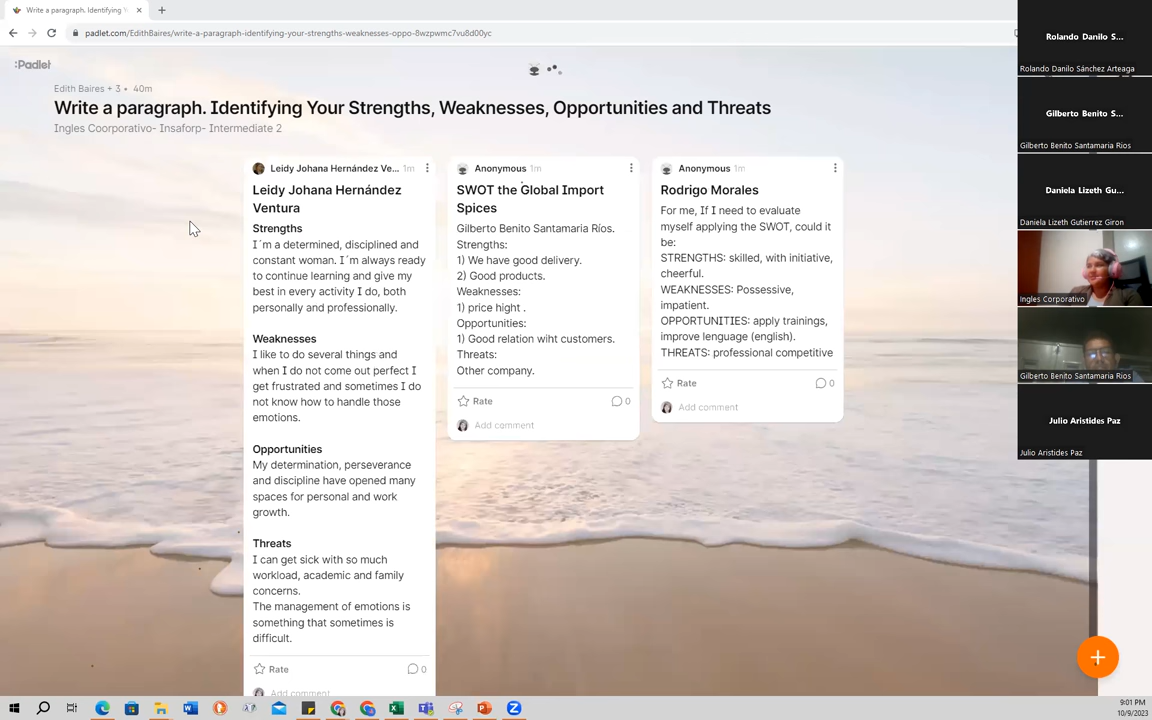 Write a paragraph. Identifying Y
padlet.com/EdithBaires/write-a-paragraph-identifying-your-strengths-weaknesses-oppo-8wzpwmc7vu8d00yc
:Padlet
Edith Baires + 3 • 40m
Write a paragraph. Identifying Your Strengths, Weaknesses, Opportunities and Threats
Ingles Coorporativo- Insaforp- Intermediate 2
Leidy Johana Hernández Ve... 1m
Leidy Johana Hernández
Ventura
Strengths
I´m a determined, disciplined and
constant woman. I´m always ready
to continue learning and give my
best in every activity I do, both
personally and professionally.
Weaknesses
I like to do several things and
when I do not come out perfect I
get frustrated and sometimes I do
not know how to handle those
emotions.
Opportunities
My determination, perseverance
and discipline have opened many
spaces for personal and work
growth.
Threats
I can get sick with so much
workload, academic and family
concerns.
The management of emotions is
something that sometimes is
difficult.
Rate 0
Add comment
Anonymous 1m
SWOT the Global Import
Spices
Gilberto Benito Santamaria Ríos.
Strengths:
1) We have good delivery.
2) Good products.
Weaknesses:
1) price hight .
Opportunities:
1) Good relation wiht customers.
Threats:
Other company.
Rate 0
Add comment
Anonymous 1m
Rodrigo Morales
For me, If I need to evaluate
myself applying the SWOT, could it
be:
STRENGTHS: skilled, with initiative,
cheerful.
WEAKNESSES: Possessive,
impatient.
OPPORTUNITIES: apply trainings,
improve lenguage (english).
THREATS: professional competitive
Rate 0
Add comment
Rolando Danilo S...
Rolando Danilo Sánchez Arteaga
Gilberto Benito S...
Gilberto Benito Santamaria Rios
Daniela Lizeth Gu...
Daniela Lizeth Gutierrez Giron
Ingles Corporativo
Gilberto Benito Santamaria Rios
Julio Aristides Paz
Julio Aristides Paz
9:01 PM
10/9/2023